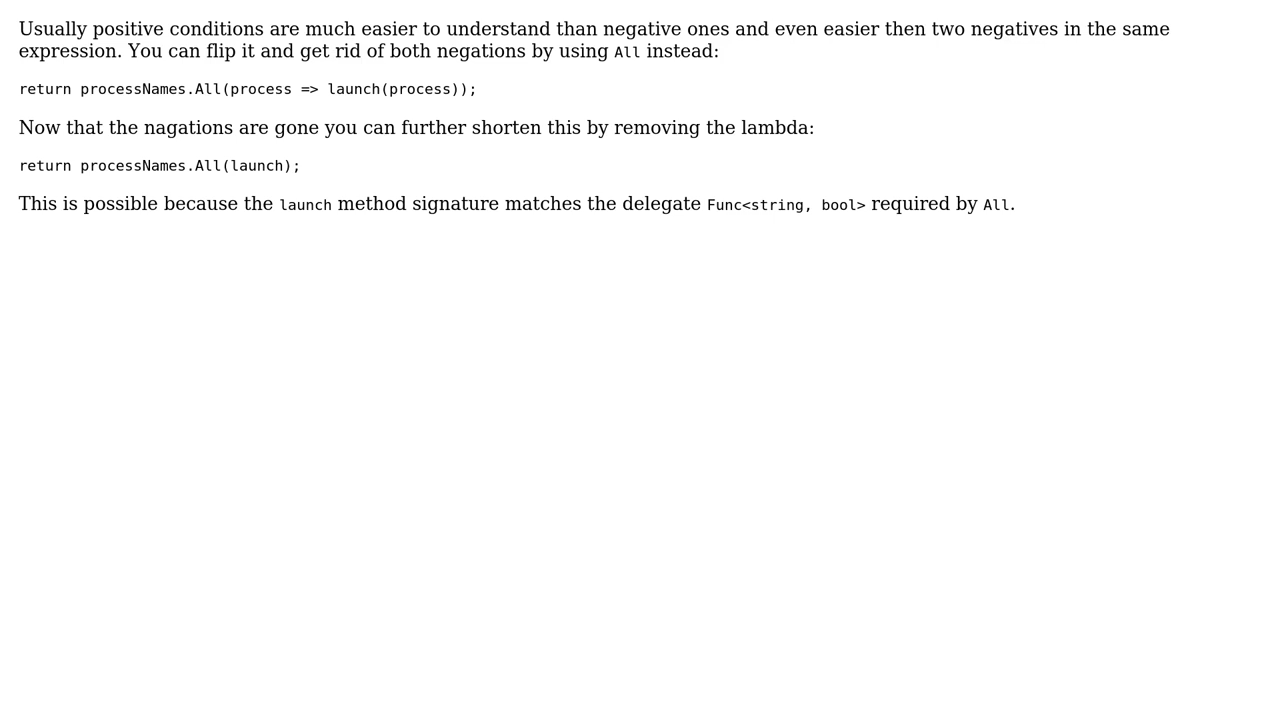 Usually positive conditions are much easier to understand than negative ones and even easier then two negatives in the same
expression. You can flip it and get rid of both negations by using All instead:
return processNames.All(process => launch(process));
Now that the nagations are gone you can further shorten this by removing the lambda:
return processNames.All(launch);
This is possible because the launch method signature matches the delegate Func<string, bool> required by All.